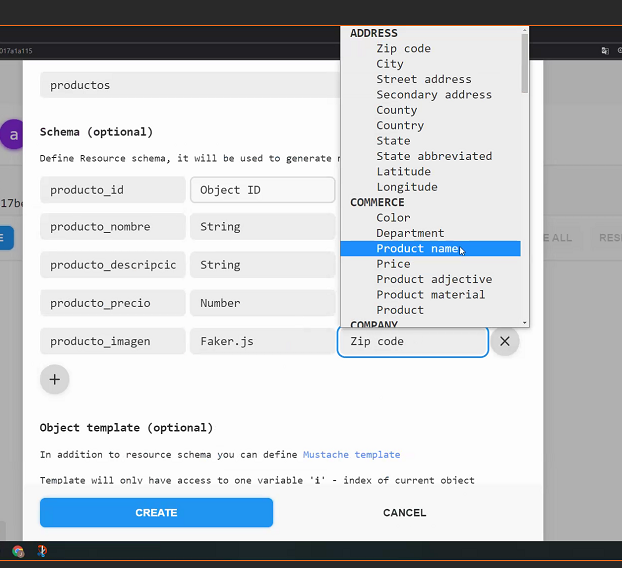 017a1a115
ADDRESS
Zip code
City
Street address
Secondary address
County
Country
State
State abbreviated
Latitude
Longitude
COMMERCE
Color
Department
Product name
Price
Product adjective
Product material
Product
COMPANY
productos
a
Schema (optional)
Define Resource schema, it will be used to generate
producto_id Object ID
producto_nombre String
producto_descripcic String
producto_precio Number
producto_imagen Faker.js Zip code
E ALL
Object template (optional)
In addition to resource schema you can define Mustache template
Template will only have access to one variable 'i' - index of current object
CREATE CANCEL